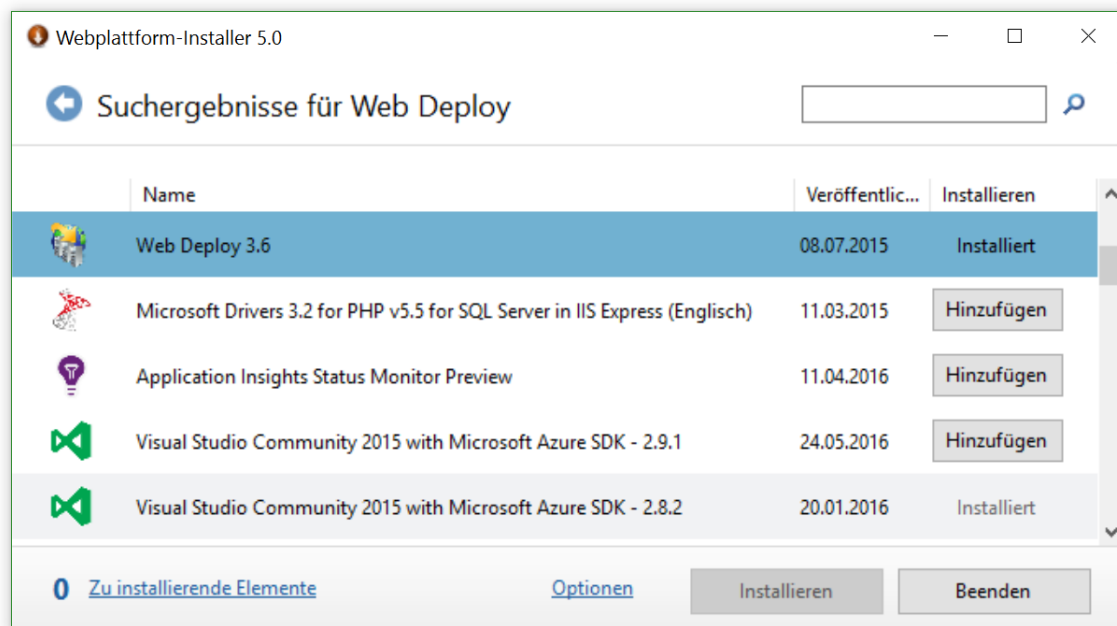 Webplattform-Installer 5.0
Suchergebnisse für Web Deploy
Name Veröffentlic... Installieren
Web Deploy 3.6 08.07.2015 Installiert
Microsoft Drivers 3.2 for PHP v5.5 for SQL Server in IIS Express (Englisch) 11.03.2015 Hinzufügen
Application Insights Status Monitor Preview 11.04.2016 Hinzufügen
Visual Studio Community 2015 with Microsoft Azure SDK - 2.9.1 24.05.2016 Hinzufügen
Visual Studio Community 2015 with Microsoft Azure SDK - 2.8.2 20.01.2016 Installiert
0 Zu installierende Elemente Optionen Installieren Beenden